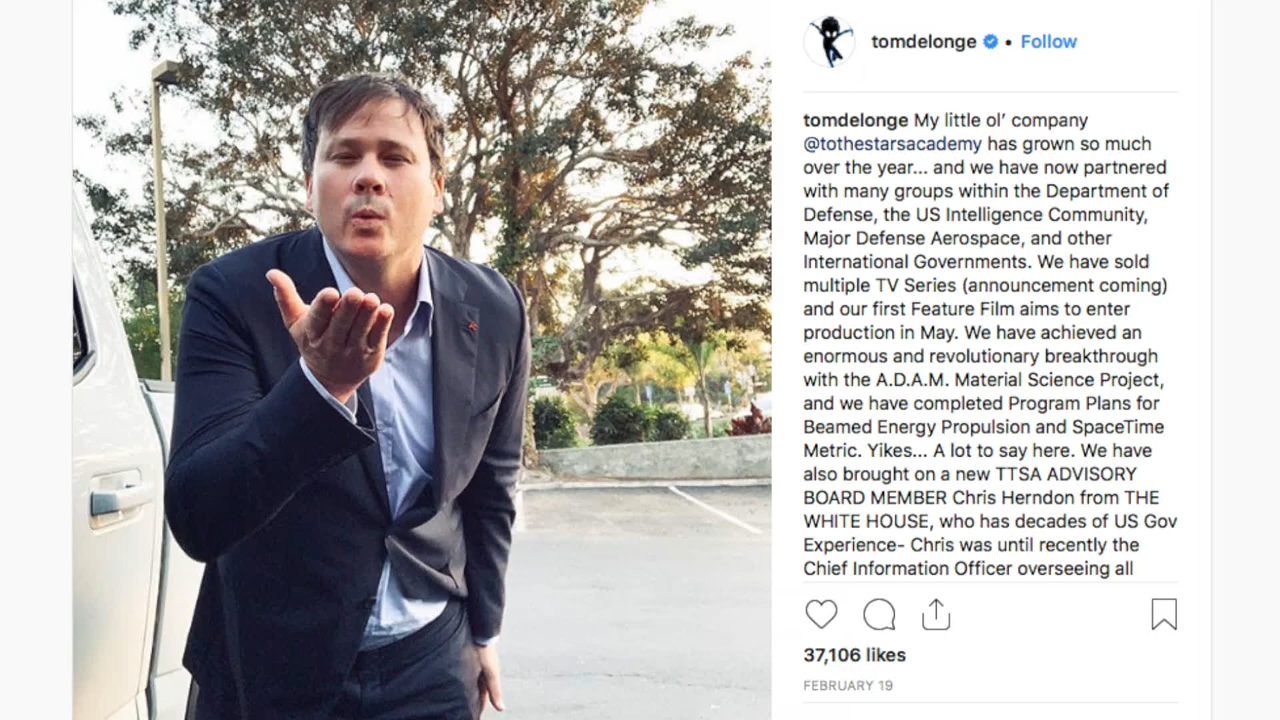 tomdelonge • Follow
tomdelonge My little ol’ company
@tothestarsacademy has grown so much
over the year... and we have now partnered
with many groups within the Department of
Defense, the US Intelligence Community,
Major Defense Aerospace, and other
International Governments. We have sold
multiple TV Series (announcement coming)
and our first Feature Film aims to enter
production in May. We have achieved an
enormous and revolutionary breakthrough
with the A.D.A.M. Material Science Project,
and we have completed Program Plans for
Beamed Energy Propulsion and SpaceTime
Metric. Yikes... A lot to say here. We have
also brought on a new TTSA ADVISORY
BOARD MEMBER Chris Herndon from THE
WHITE HOUSE, who has decades of US Gov
Experience- Chris was until recently the
Chief Information Officer overseeing all
37,106 likes
FEBRUARY 19